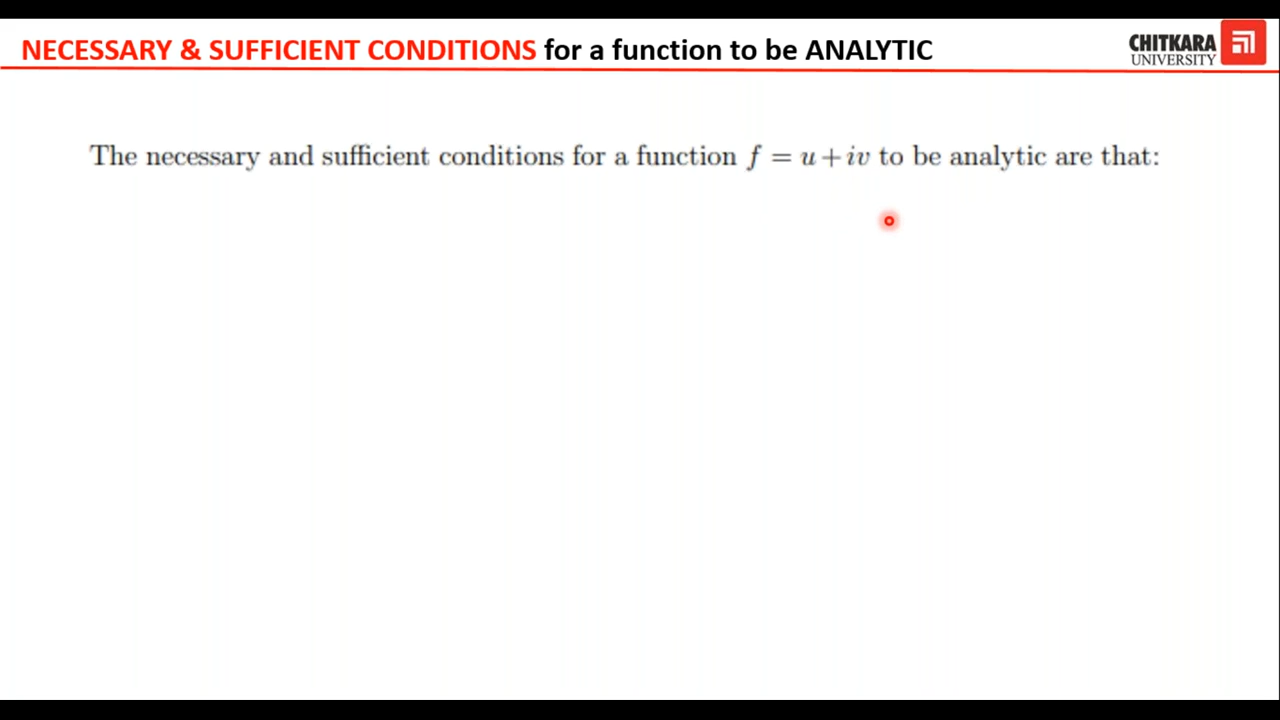 NECESSARY & SUFFICIENT CONDITIONS for a function to be ANALYTIC
CHITKARA
UNIVERSITY
The necessary and sufficient conditions for a function f = u + iv to be analytic are that: